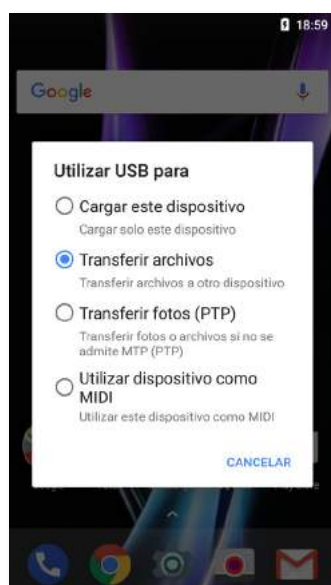 18:59
Google
Utilizar USB para
Cargar este dispositivo
Cargar solo este dispositivo
Transferir archivos
Transferir archivos a otro dispositivo
Transferir fotos (PTP)
Transferir fotos o archivos si no se
admite MTP (PTP)
Utilizar dispositivo como
MIDI
Utilizar este dispositivo como MIDI
CANCELAR